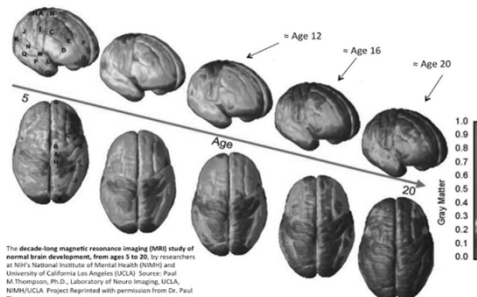 ≈ Age 12
≈ Age 16
≈ Age 20
5
Age
20
1.0
0.9
0.8
0.7
0.6
0.5
0.4
0.3
0.2
0.1
0.0
Gray Matter
The decade-long magnetic resonance imaging (MRI) study of
normal brain development, from ages 5 to 20, by researchers
at NIH's National Institute of Mental Health (NIMH) and
University of California Los Angeles (UCLA) Source: Paul
M.Thompson, Ph.D., Laboratory of Neuro Imaging, UCLA,
NIMH/UCLA Project Reprinted with permission from Dr. Paul